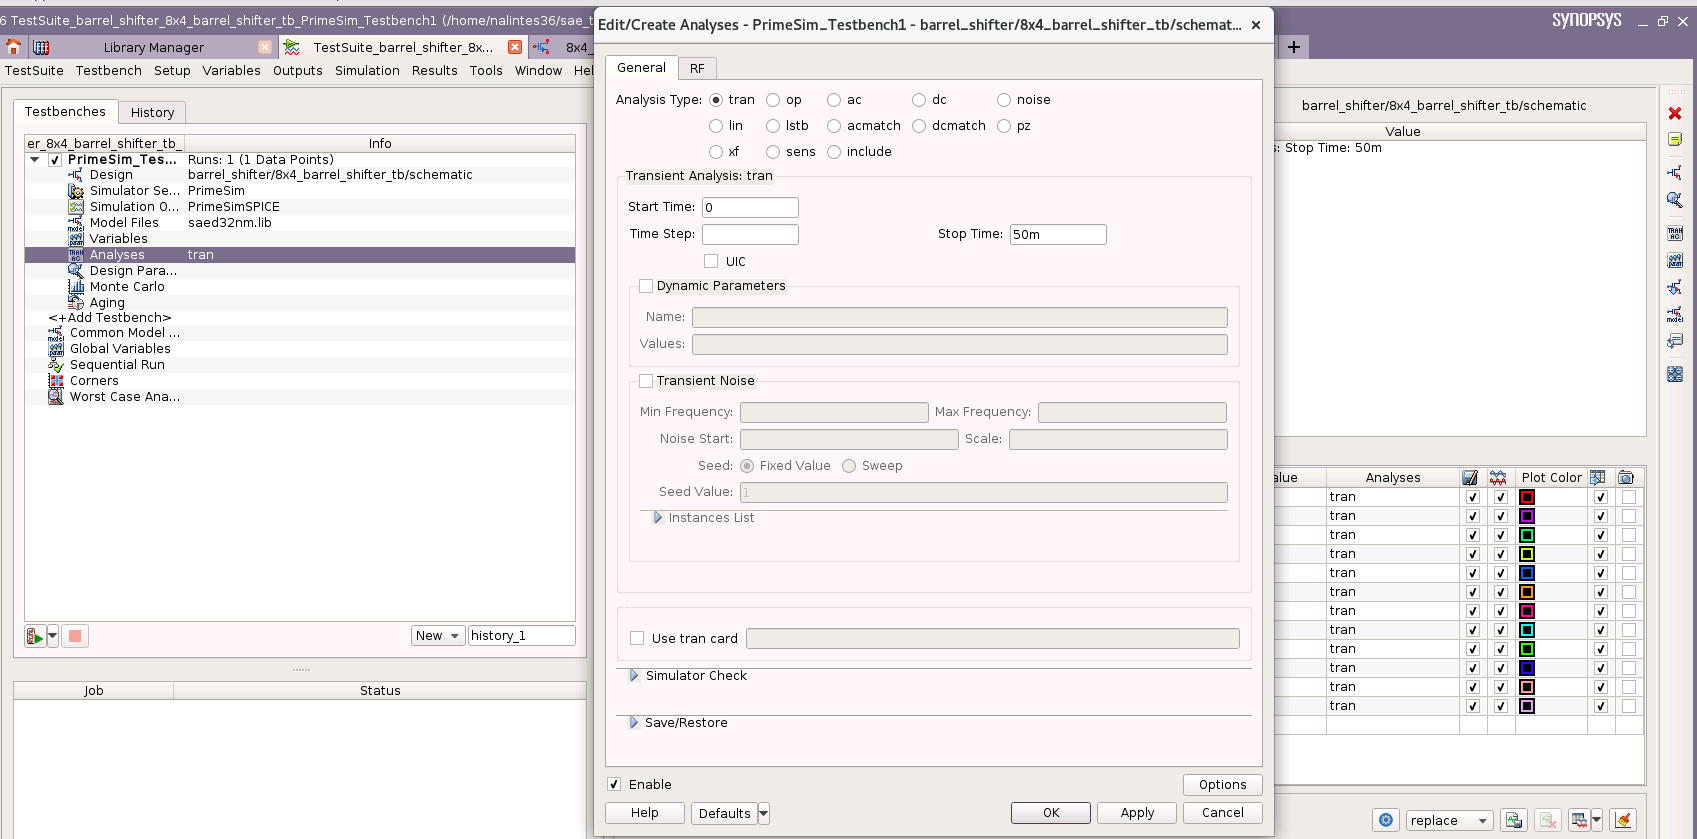 6 TestSuite_barrel_shifter_8x4_barrel_shifter_tb_PrimeSim_Testbench1 (/home/nalintes36/sae_t
SYNOPSYS
Library Manager
TestSuite_barrel_shifter_8x...
8x4_
TestSuite Testbench Setup Variables Outputs Simulation Results Tools Window Hel
Testbenches History
er_8x4_barrel_shifter_tb_ Info
PrimeSim_Tes... Runs: 1 (1 Data Points)
Design barrel_shifter/8x4_barrel_shifter_tb/schematic
Simulator Se... PrimeSim
Simulation O... PrimeSimSPICE
Model Files saed32nm.lib
Variables
Analyses tran
Design Para...
Monte Carlo
Aging
<+Add Testbench>
Common Model ...
Global Variables
Sequential Run
Corners
Worst Case Ana...
New history_1
Job Status
Edit/Create Analyses - PrimeSim_Testbench1 - barrel_shifter/8x4_barrel_shifter_tb/schemat...
General RF
Analysis Type: tran op ac dc noise
lin lstb acmatch dcmatch pz
xf sens include
Transient Analysis: tran
Start Time: 0
Time Step: Stop Time: 50m
UIC
Dynamic Parameters
Name:
Values:
Transient Noise
Min Frequency: Max Frequency:
Noise Start: Scale:
Seed: Fixed Value Sweep
Seed Value: 1
Instances List
Use tran card
Simulator Check
Save/Restore
Enable Options
Help Defaults OK Apply Cancel
barrel_shifter/8x4_barrel_shifter_tb/schematic
Value
s: Stop Time: 50m
alue Analyses Plot Color
tran
tran
tran
tran
tran
tran
tran
tran
tran
tran
tran
tran
replace